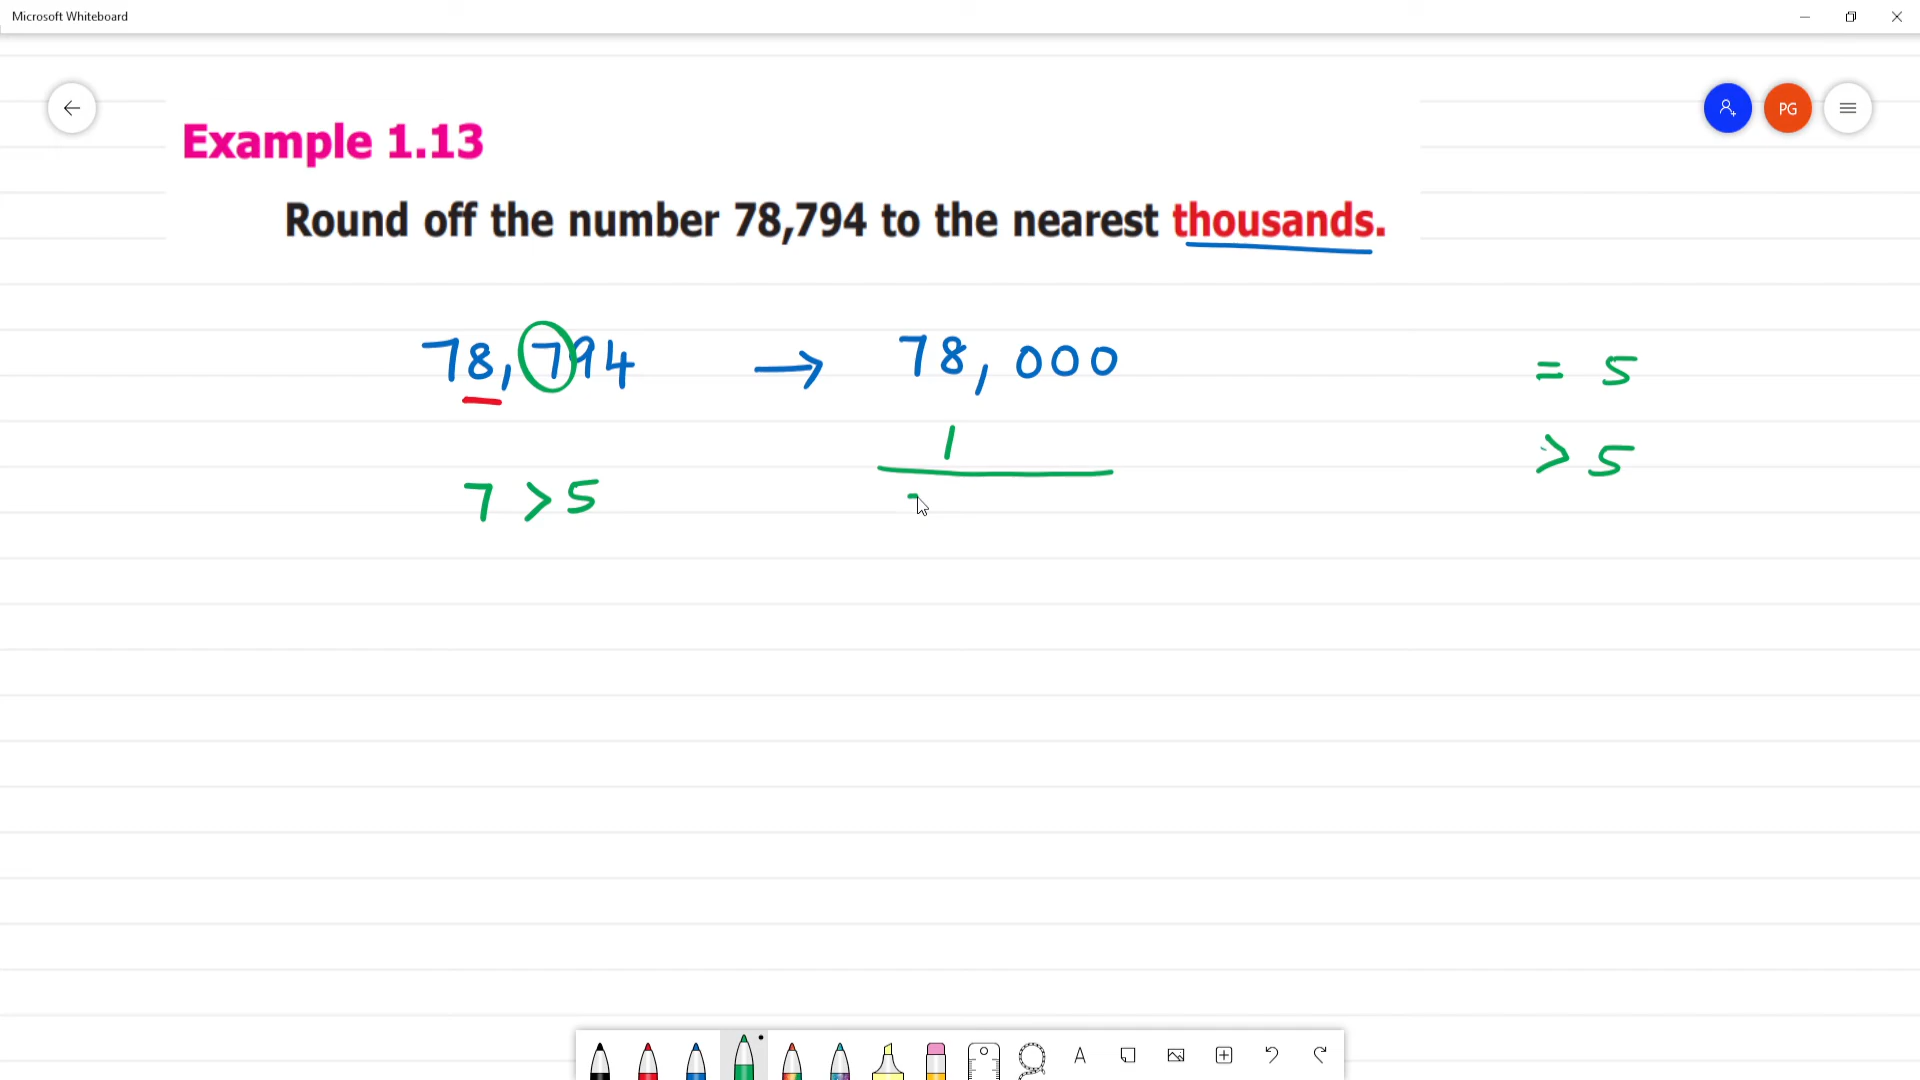 Microsoft Whiteboard
PG
Example 1.13
Round off the number 78,794 to the nearest thousands.
78,794 → 78,000
= 5
1
> 5
7 > 5
A